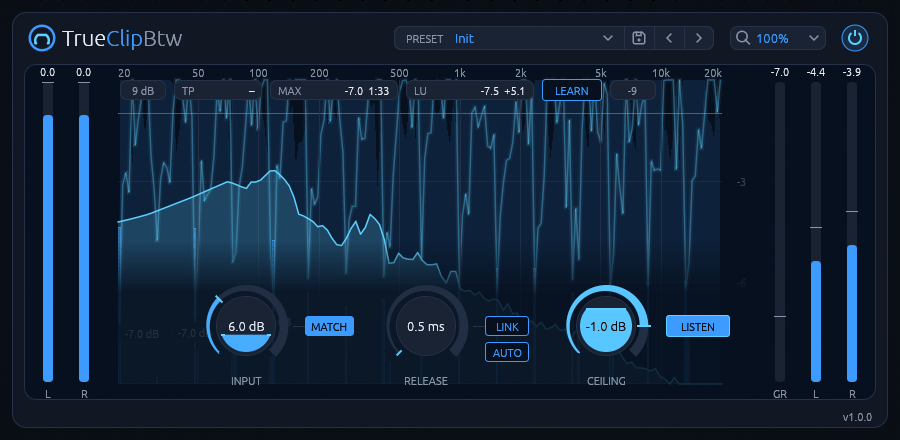 TrueClipBtw PRESET Init 100%
0.0 0.0 20 50 100 200 500 1k 2k 5k 10k 20k -7.0 -4.4 -3.9
9 dB TP – MAX -7.0 1:33 LU -7.5 +5.1 LEARN -9
-3
-6
-7.0 dB -7.0
6.0 dB MATCH 0.5 ms LINK -1.0 dB LISTEN
AUTO
INPUT RELEASE CEILING
L R GR L R
v1.0.0